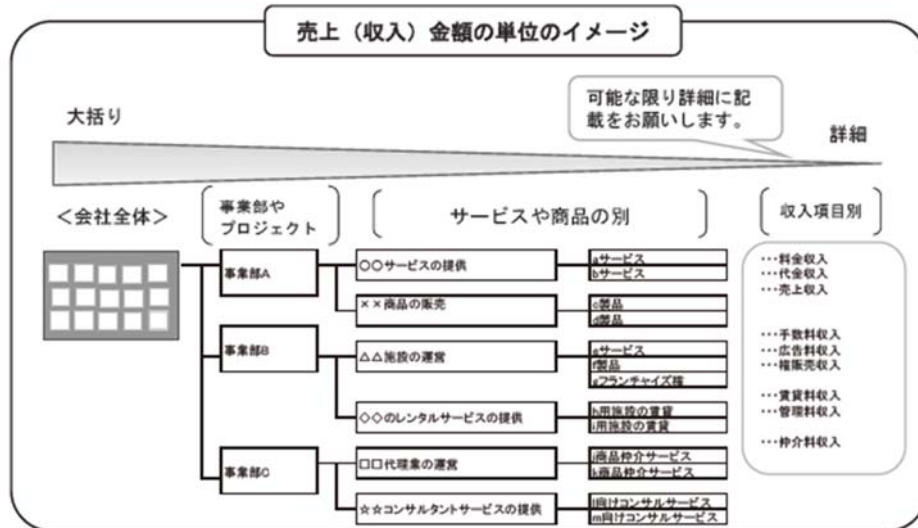 売上（収入）金額の単位のイメージ
大括り
可能な限り詳細に記
載をお願いします。
詳細
＜会社全体＞
事業部や
プロジェクト
サービスや商品の別
収入項目別
事業部A
〇〇サービスの提供
aサービス
bサービス
××商品の販売
c製品
d製品
事業部B
△△施設の運営
eサービス
f製品
gフランチャイズ権
◇◇のレンタルサービスの提供
h用施設の賃貸
i用施設の賃貸
事業部C
□□代理業の運営
j商品仲介サービス
k商品仲介サービス
☆☆コンサルタントサービスの提供
l向けコンサルサービス
m向けコンサルサービス
…料金収入
…代金収入
…売上収入
…手数料収入
…広告料収入
…権販売収入
…賃貸料収入
…管理料収入
…仲介料収入